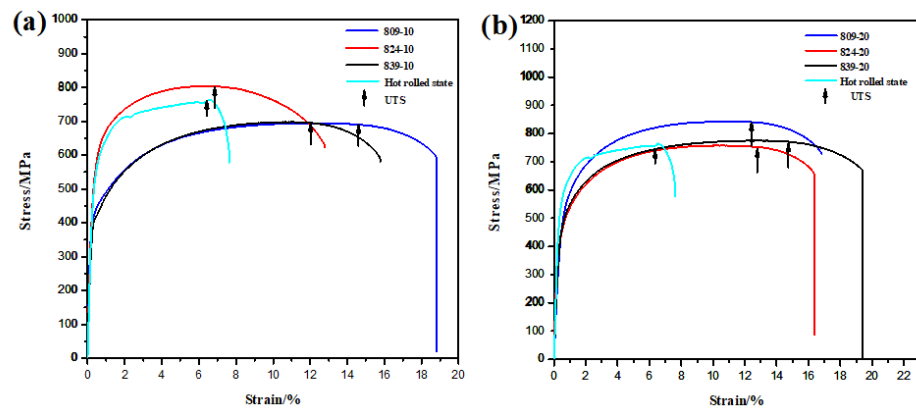 (a)
1000
900
800
700
600
500
400
300
200
100
0
Stress/MPa
809-10
824-10
839-10
Hot rolled state
UTS
0 2 4 6 8 10 12 14 16 18 20
Strain/%
(b)
1200
1100
1000
900
800
700
600
500
400
300
200
100
0
Stress/MPa
809-20
824-20
839-20
Hot rolled state
UTS
0 2 4 6 8 10 12 14 16 18 20 22
Strain/%